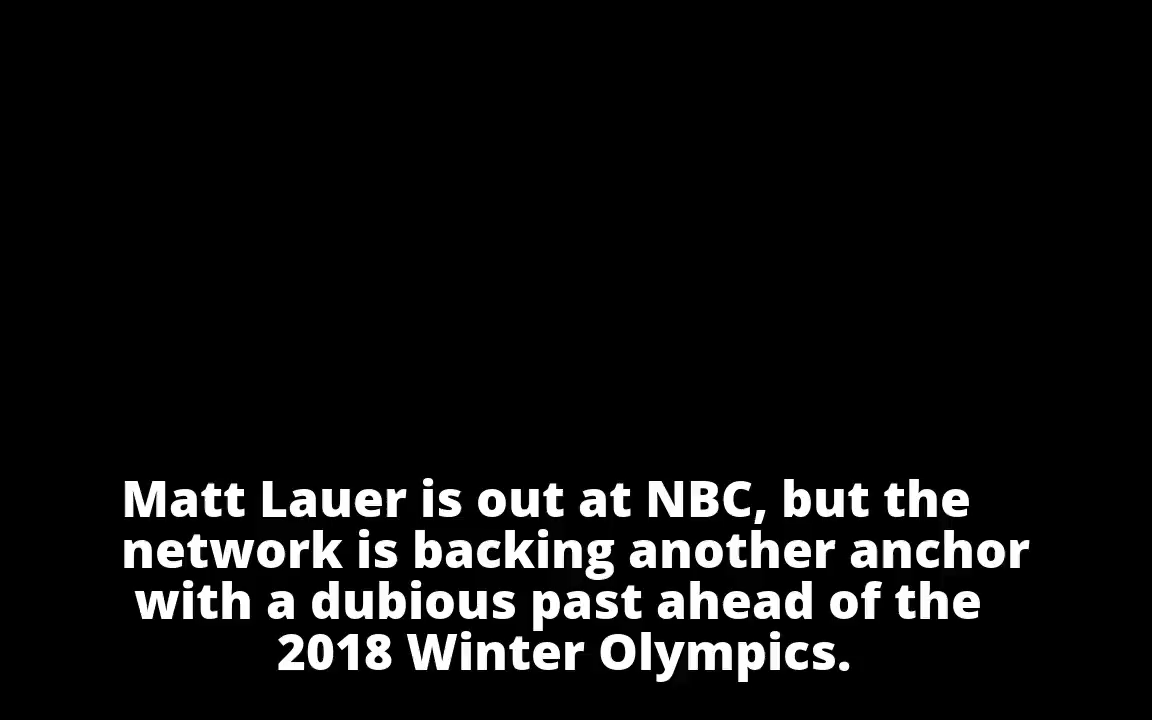 Matt Lauer is out at NBC, but the
network is backing another anchor
with a dubious past ahead of the
2018 Winter Olympics.